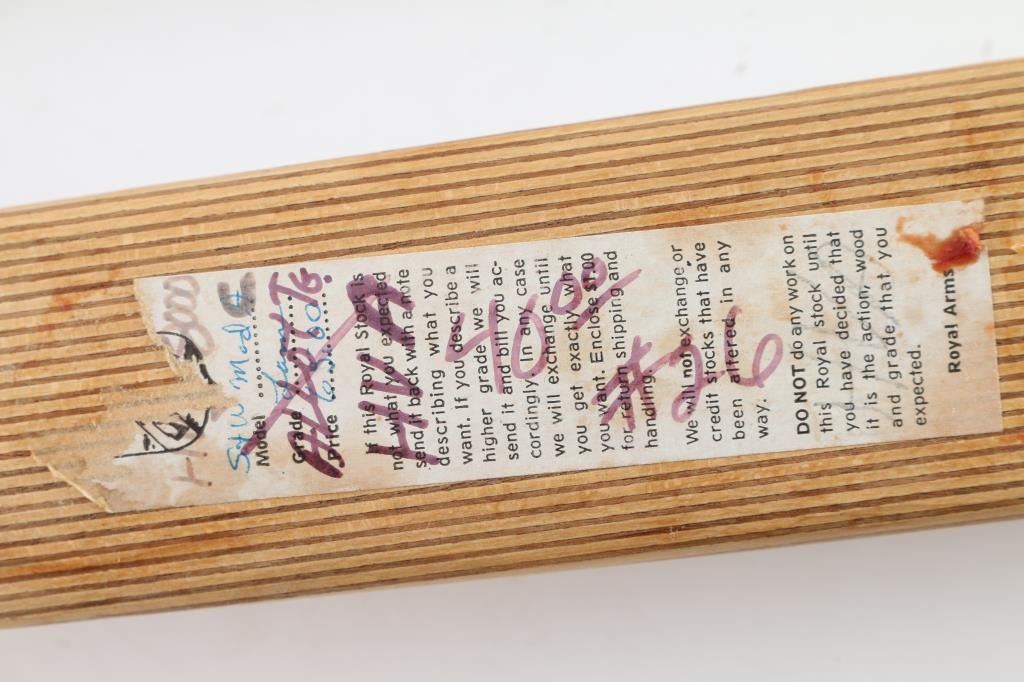 Model
Grade
Price 65.00
If this Royal Stock is
not what you expected
send it back with a note
describing what you
want. If you describe a
higher grade we will
send it and bill you ac-
cordingly. In any case
we will exchange until
you get exactly what
you want. Enclose $1.00
for return shipping and
handling.
We will not exchange or
credit stocks that have
been altered in any
way.
DO NOT do any work on
this Royal stock until
you have decided that
it is the action, wood
and grade, that you
expected.
Royal Arms
40.00
#26